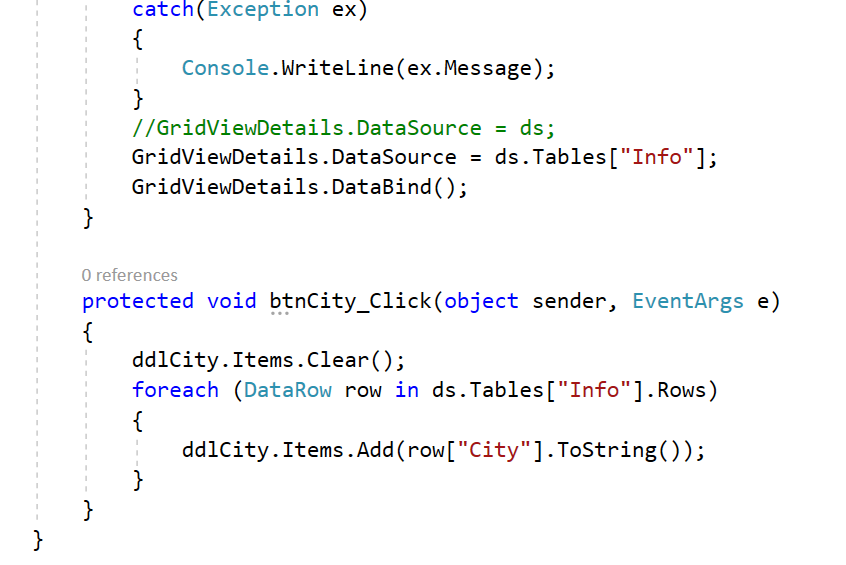 catch(Exception ex)
{
Console.WriteLine(ex.Message);
}
//GridViewDetails.DataSource = ds;
GridViewDetails.DataSource = ds.Tables["Info"];
GridViewDetails.DataBind();
}
0 references
protected void btnCity_Click(object sender, EventArgs e)
{
ddlCity.Items.Clear();
foreach (DataRow row in ds.Tables["Info"].Rows)
{
ddlCity.Items.Add(row["City"].ToString());
}
}
}